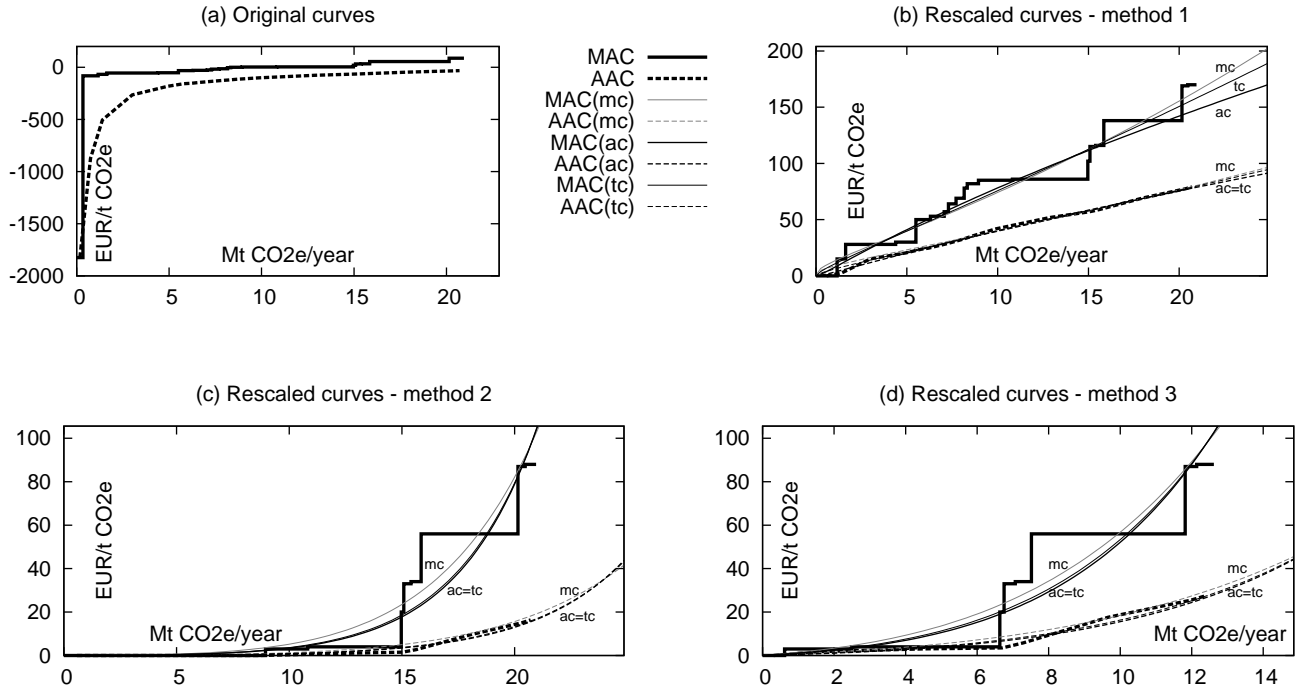 (a) Original curves
0
-500
-1000
-1500
-2000
EUR/t CO2e
Mt CO2e/year
0 5 10 15 20
MAC
AAC
MAC(mc)
AAC(mc)
MAC(ac)
AAC(ac)
MAC(tc)
AAC(tc)
(b) Rescaled curves - method 1
200
150
100
50
0
EUR/t CO2e
mc
tc
ac
mc
ac=tc
Mt CO2e/year
0 5 10 15 20
(c) Rescaled curves - method 2
100
80
60
40
20
0
EUR/t CO2e
mc
ac=tc
mc
ac=tc
Mt CO2e/year
0 5 10 15 20
(d) Rescaled curves - method 3
100
80
60
40
20
0
EUR/t CO2e
mc
ac=tc
mc
ac=tc
Mt CO2e/year
0 2 4 6 8 10 12 14